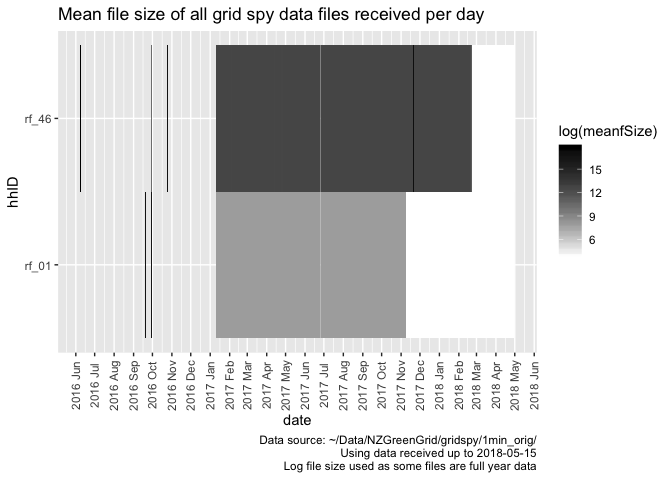 Mean file size of all grid spy data files received per day
hhID
rf_46
rf_01
log(meanfSize)
15
12
9
6
2016 Jun
2016 Jul
2016 Aug
2016 Sep
2016 Oct
2016 Nov
2016 Dec
2017 Jan
2017 Feb
2017 Mar
2017 Apr
2017 May
2017 Jun
2017 Jul
2017 Aug
2017 Sep
2017 Oct
2017 Nov
2017 Dec
2018 Jan
2018 Feb
2018 Mar
2018 Apr
2018 May
2018 Jun
date
Data source: ~/Data/NZGreenGrid/gridspy/1min_orig/
Using data received up to 2018-05-15
Log file size used as some files are full year data